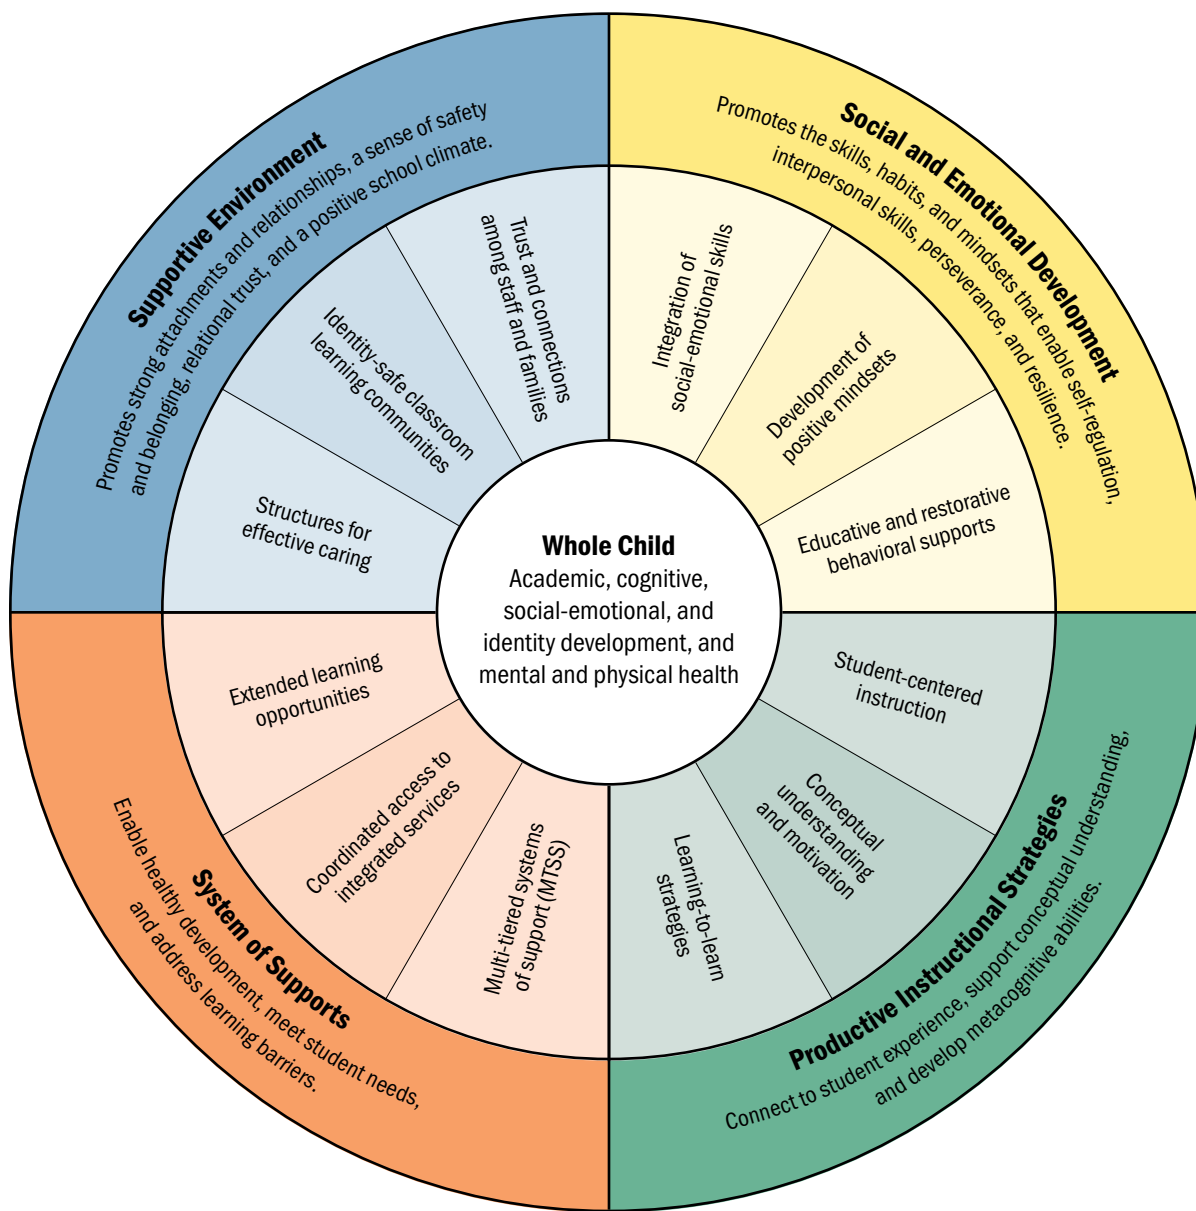 Supportive Environment
Promotes strong attachments and relationships, a sense of safety
and belonging, relational trust, and a positive school climate.
Social and Emotional Development
Promotes the skills, habits, and mindsets that enable self-regulation,
interpersonal skills, perseverance, and resilience.
Structures for
effective caring
Identity-safe classroom
learning communities
Trust and connections
among staff and families
Integration of
social-emotional skills
Development of
positive mindsets
Educative and restorative
behavioral supports
Whole Child
Academic, cognitive,
social-emotional, and
identity development, and
mental and physical health
Extended learning
opportunities
Coordinated access to
integrated services
Multi-tiered systems
of support (MTSS)
Learning-to-learn
strategies
Conceptual
understanding
and motivation
Student-centered
instruction
System of Supports
Enable healthy development, meet student needs,
and address learning barriers.
Productive Instructional Strategies
Connect to student experience, support conceptual understanding,
and develop metacognitive abilities.